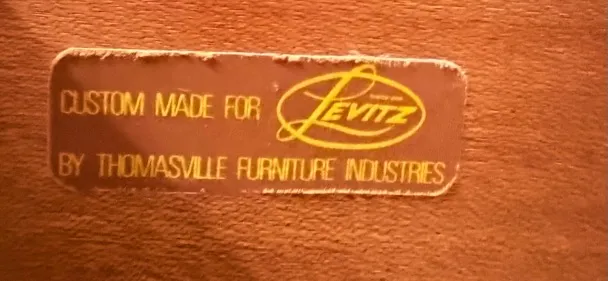 CUSTOM MADE FOR LEVITZ
BY THOMASVILLE FURNITURE INDUSTRIES